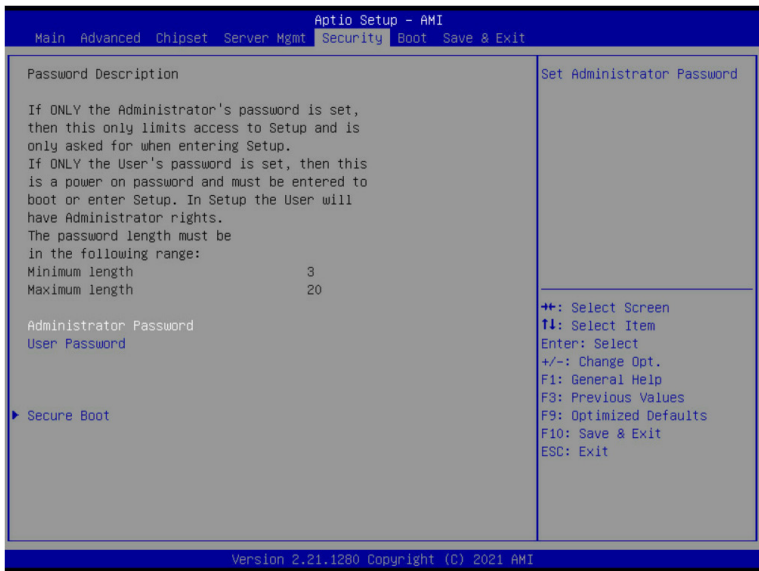 Aptio Setup – AMI
Main Advanced Chipset Server Mgmt Security Boot Save & Exit
Password Description
If ONLY the Administrator's password is set,
then this only limits access to Setup and is
only asked for when entering Setup.
If ONLY the User's password is set, then this
is a power on password and must be entered to
boot or enter Setup. In Setup the User will
have Administrator rights.
The password length must be
in the following range:
Minimum length 3
Maximum length 20
Administrator Password
User Password
Secure Boot
Set Administrator Password
→←: Select Screen
↑↓: Select Item
Enter: Select
+/-: Change Opt.
F1: General Help
F3: Previous Values
F9: Optimized Defaults
F10: Save & Exit
ESC: Exit
Version 2.21.1280 Copyright (C) 2021 AMI